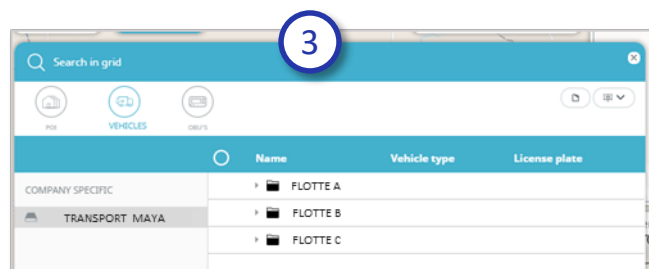 3
Search in grid
POI
VEHICLES
OBU'S
Name Vehicle type License plate
COMPANY SPECIFIC
TRANSPORT MAYA
FLOTTE A
FLOTTE B
FLOTTE C